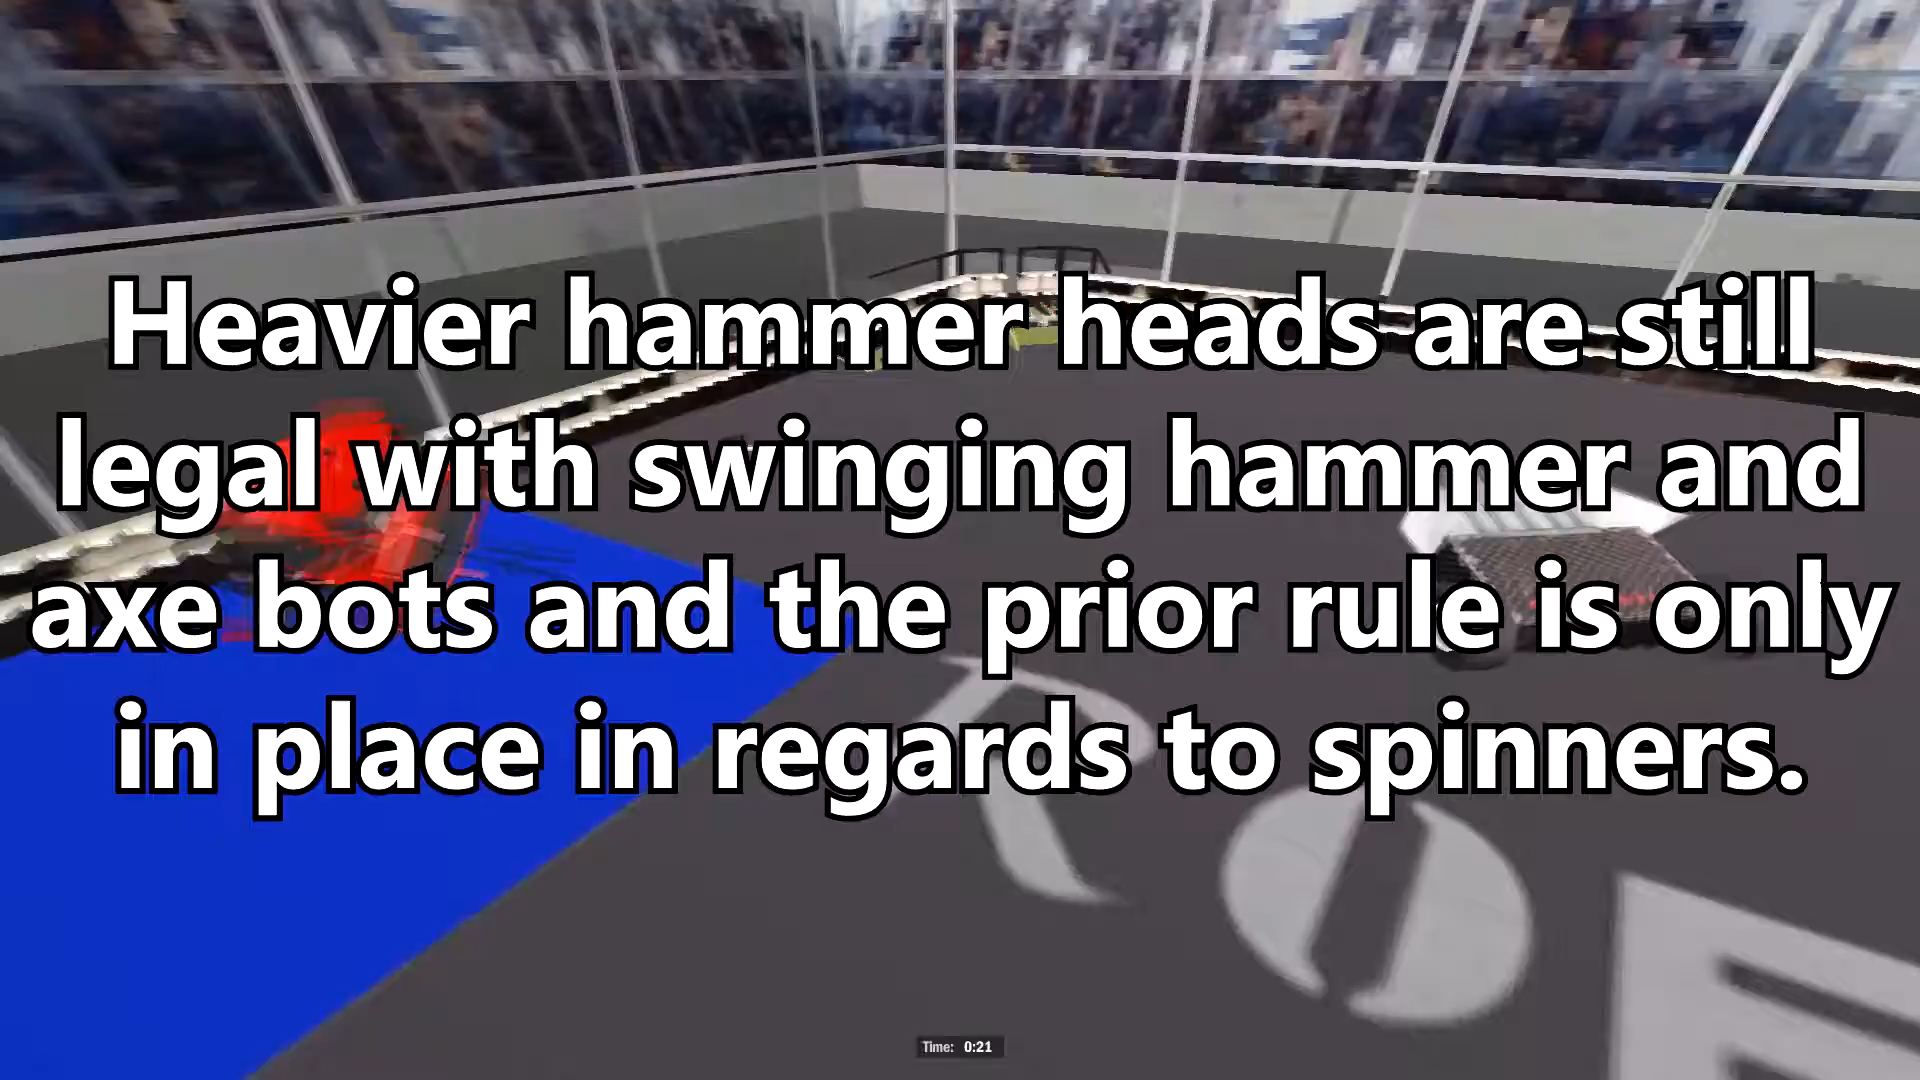 Heavier hammer heads are still
legal with swinging hammer and
axe bots and the prior rule is only
in place in regards to spinners.
Time: 0:21